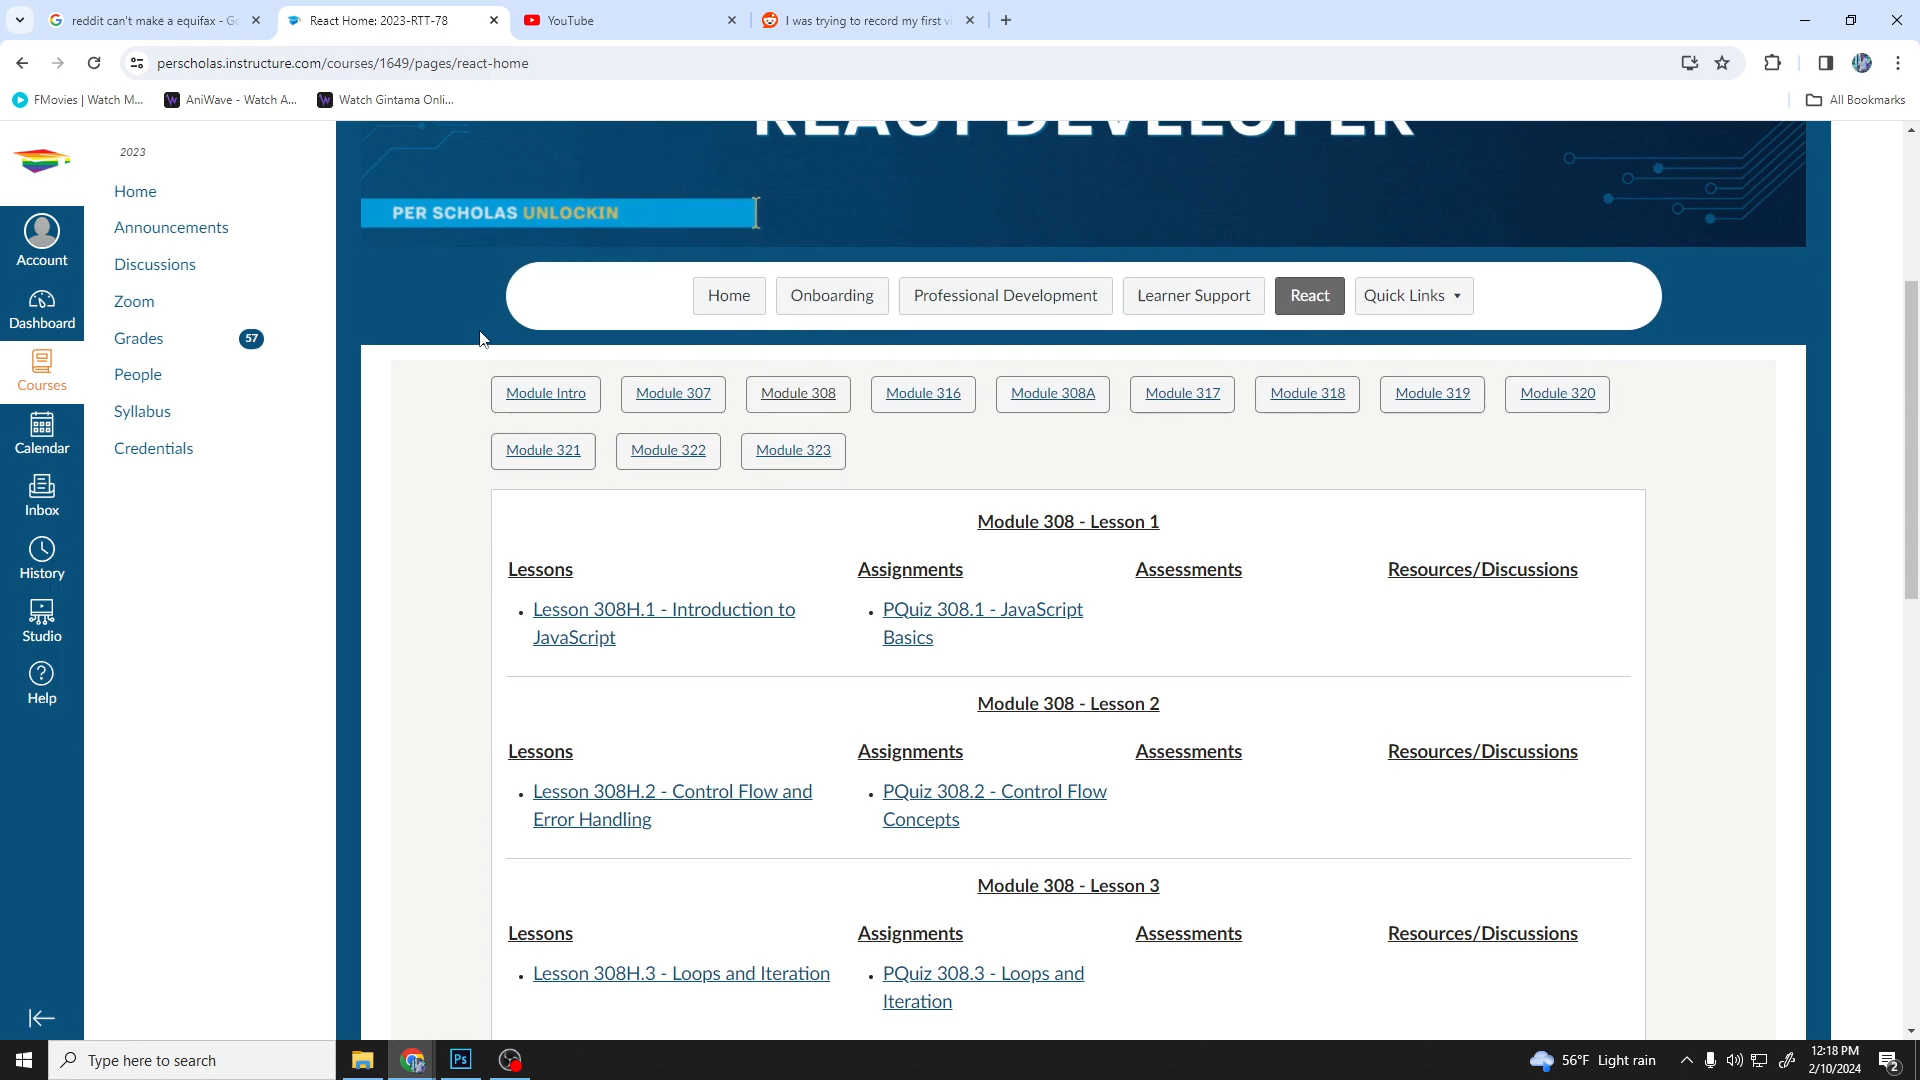 reddit can't make a equifax - Go
React Home: 2023-RTT-78
YouTube
I was trying to record my first v
perscholas.instructure.com/courses/1649/pages/react-home
FMovies | Watch M...
AniWave - Watch A...
Watch Gintama Onli...
All Bookmarks
REACT DEVELOPER
PER SCHOLAS UNLOCKIN
2023
Home
Announcements
Discussions
Zoom
Grades 57
People
Syllabus
Credentials
Account
Dashboard
Courses
Calendar
Inbox
History
Studio
Help
Home
Onboarding
Professional Development
Learner Support
React
Quick Links
Module Intro
Module 307
Module 308
Module 316
Module 308A
Module 317
Module 318
Module 319
Module 320
Module 321
Module 322
Module 323
Module 308 - Lesson 1
Lessons
Assignments
Assessments
Resources/Discussions
Lesson 308H.1 - Introduction to
JavaScript
PQuiz 308.1 - JavaScript
Basics
Module 308 - Lesson 2
Lessons
Assignments
Assessments
Resources/Discussions
Lesson 308H.2 - Control Flow and
Error Handling
PQuiz 308.2 - Control Flow
Concepts
Module 308 - Lesson 3
Lessons
Assignments
Assessments
Resources/Discussions
Lesson 308H.3 - Loops and Iteration
PQuiz 308.3 - Loops and
Iteration
Type here to search
Ps
56°F Light rain
12:18 PM
2/10/2024
2